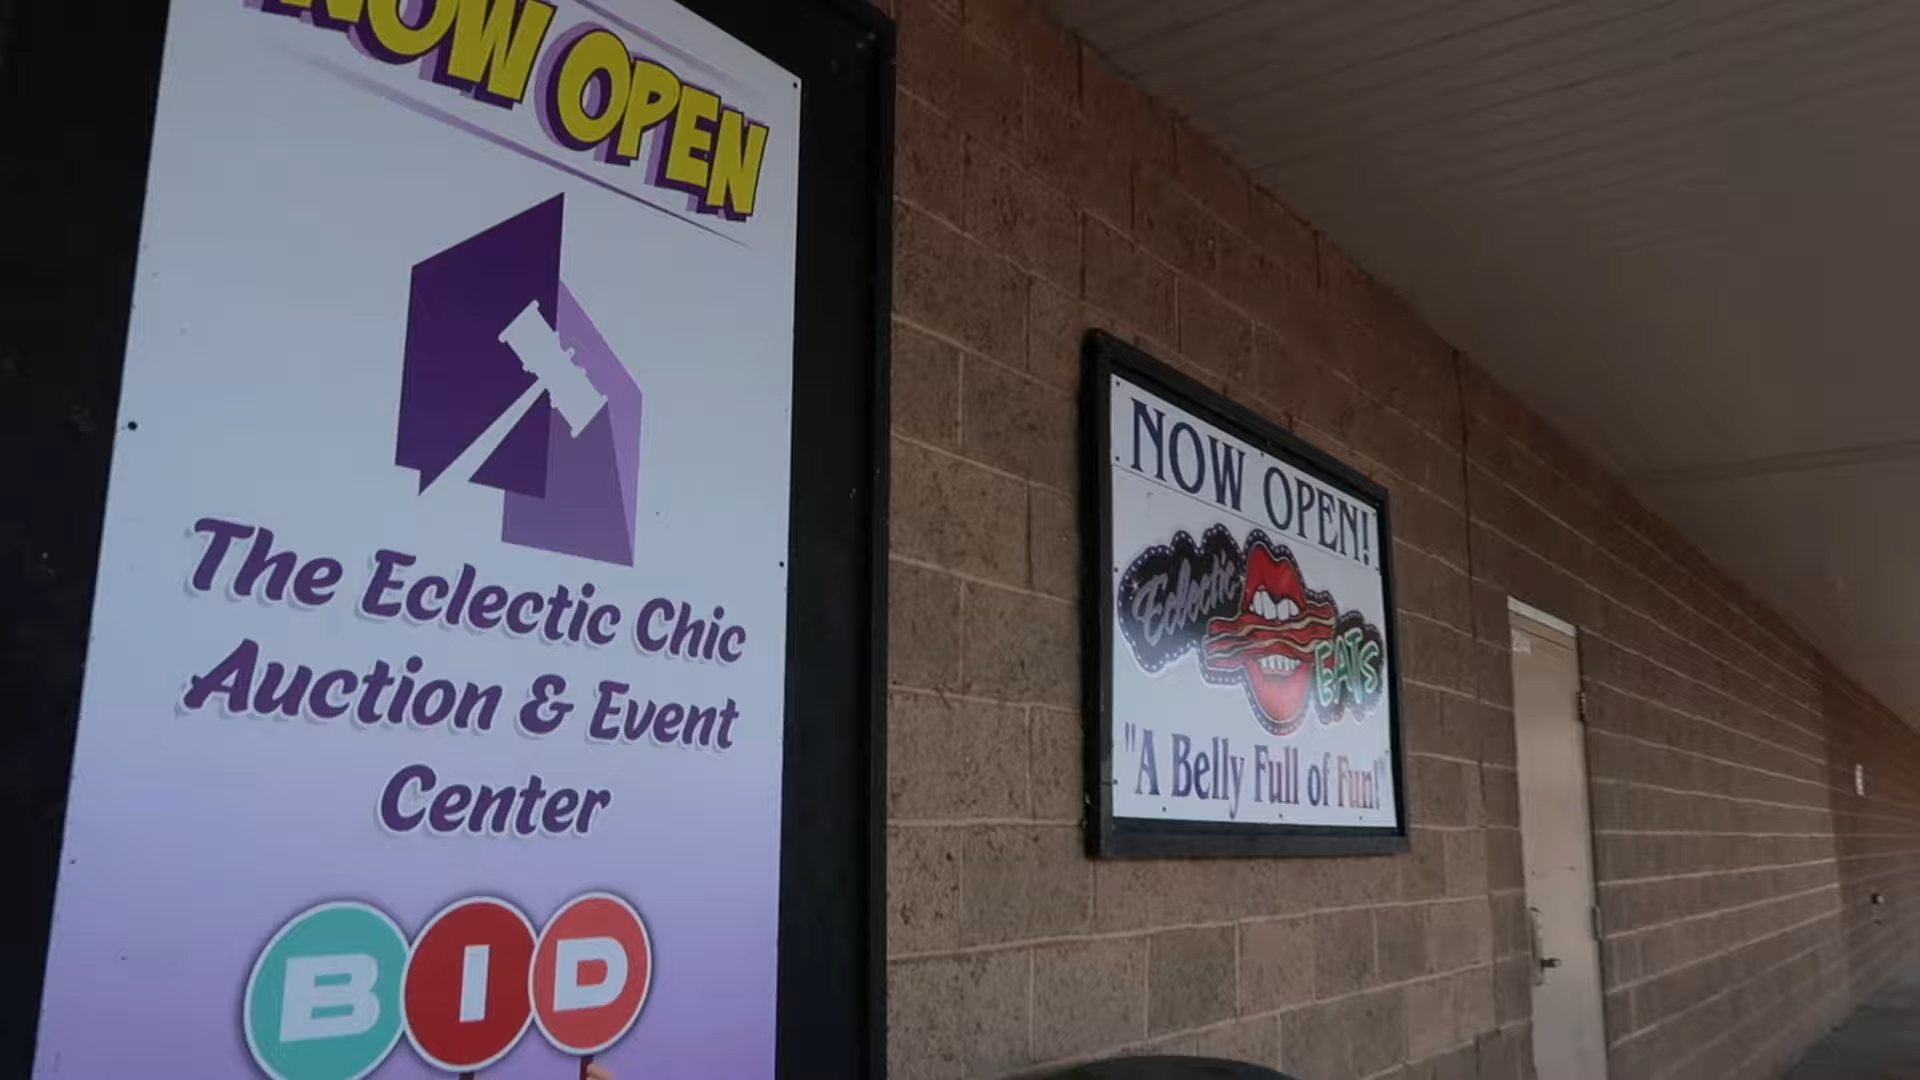 NOW OPEN
The Eclectic Chic
Auction & Event
Center
BID
NOW OPEN!
Eclectic
EATS
"A Belly Full of Fun!"